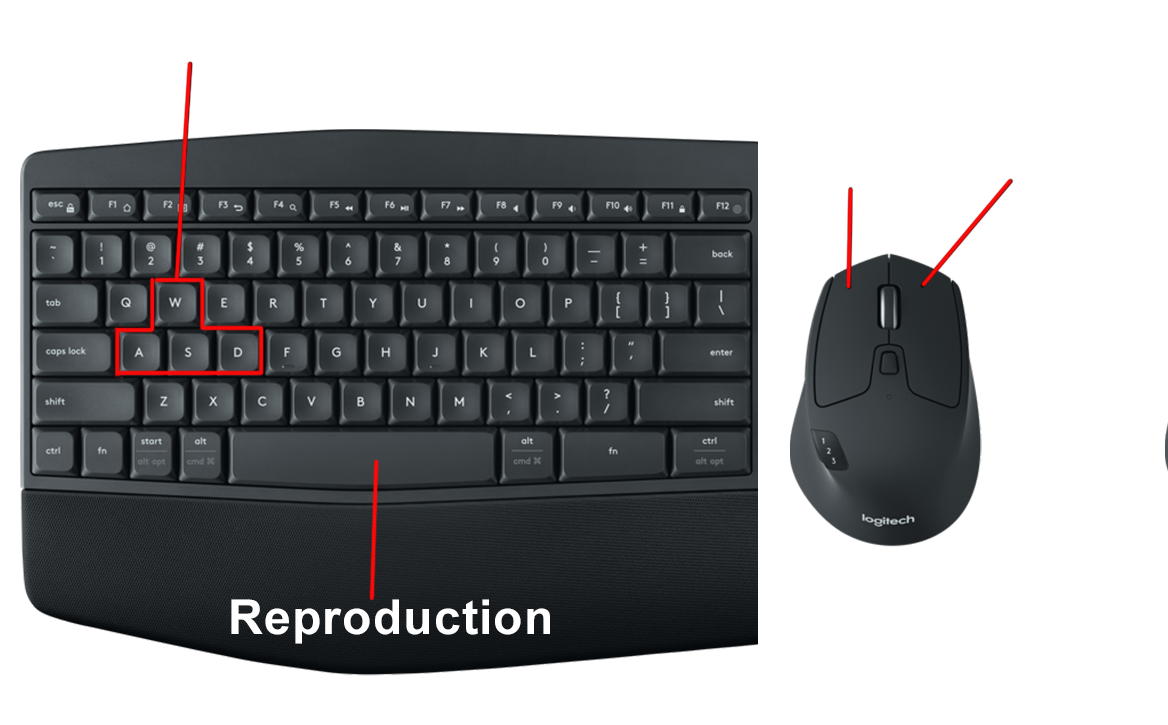 esc F1 F2 F3 F4 F5 F6 F7 F8 F9 F10 F11 F12
~ ` ! 1 @ 2 # 3 $ 4 % 5 ^ 6 & 7 * 8 ( 9 ) 0 — - + = back
tab Q W E R T Y U I O P { [ } ] | \
caps lock A S D F G H J K L : ; " ' enter
shift Z X C V B N M < , > . ? / shift
ctrl fn start alt opt alt cmd ⌘ alt cmd ⌘ fn ctrl alt opt
Reproduction
1
2
3
logitech